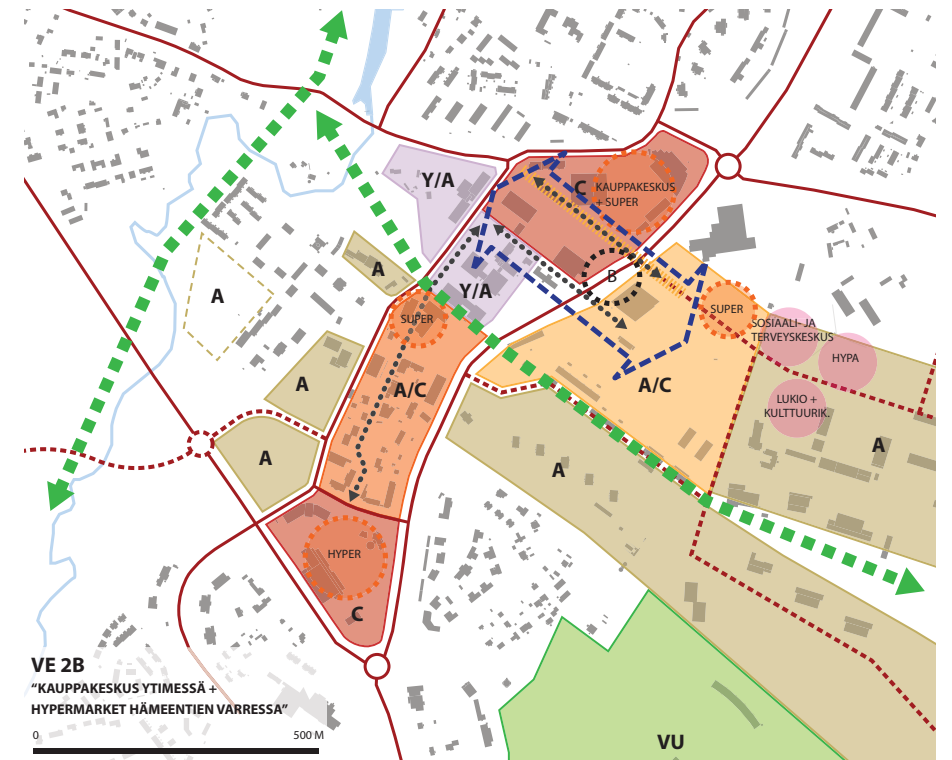 Y/A
C
KAUPPAKESKUS
+ SUPER
A
B
Y/A
A
SUPER
SUPER
SOSIAALI- JA
TERVEYSKESKUS
HYPA
A
A/C
A/C
LUKIO +
KULTTUURIK.
A
A
A
HYPER
C
VE 2B
“KAUPPAKESKUS YTIMESSÄ +
HYPERMARKET HÄMEENTIEN VARRESSA”
0 500 M
VU